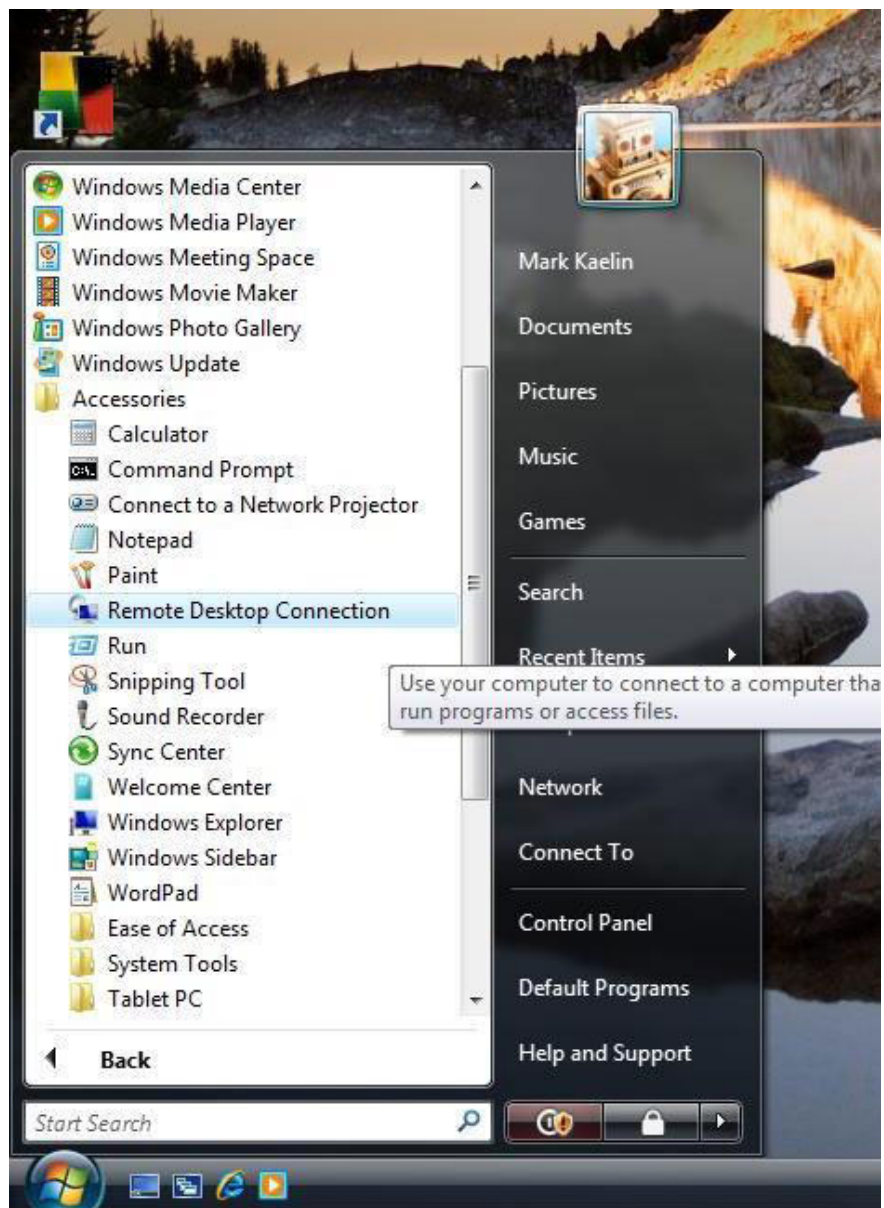 Windows Media Center
Windows Media Player
Windows Meeting Space
Windows Movie Maker
Windows Photo Gallery
Windows Update
Accessories
Calculator
Command Prompt
Connect to a Network Projector
Notepad
Paint
Remote Desktop Connection
Run
Snipping Tool
Sound Recorder
Sync Center
Welcome Center
Windows Explorer
Windows Sidebar
WordPad
Ease of Access
System Tools
Tablet PC
Back
Start Search
Mark Kaelin
Documents
Pictures
Music
Games
Search
Recent Items
Use your computer to connect to a computer tha
run programs or access files.
Network
Connect To
Control Panel
Default Programs
Help and Support